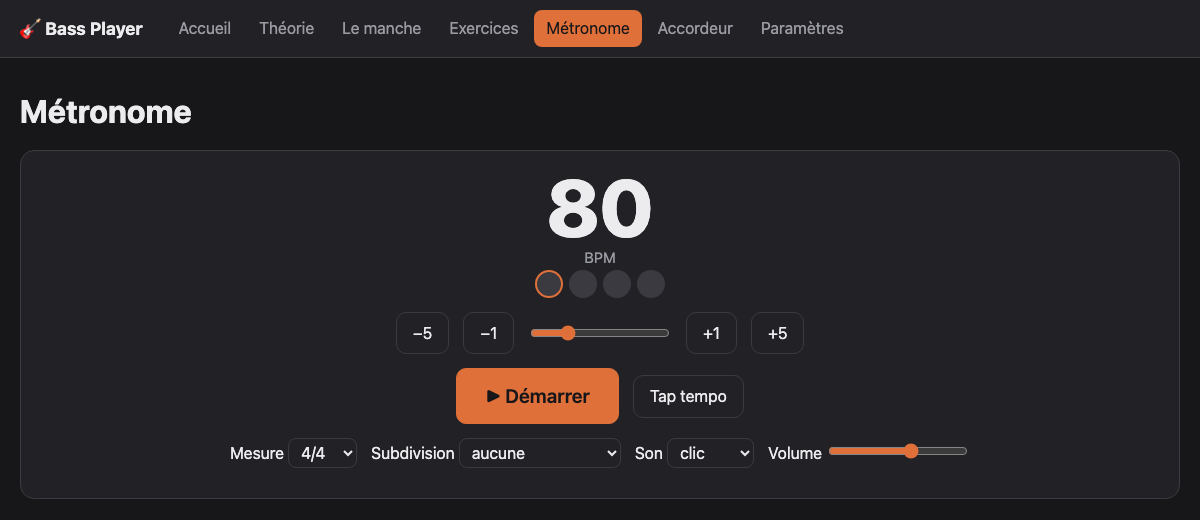 Bass Player Accueil Théorie Le manche Exercices Métronome Accordeur Paramètres
Métronome
80
BPM
−5 −1 +1 +5
Démarrer Tap tempo
Mesure 4/4 Subdivision aucune Son clic Volume